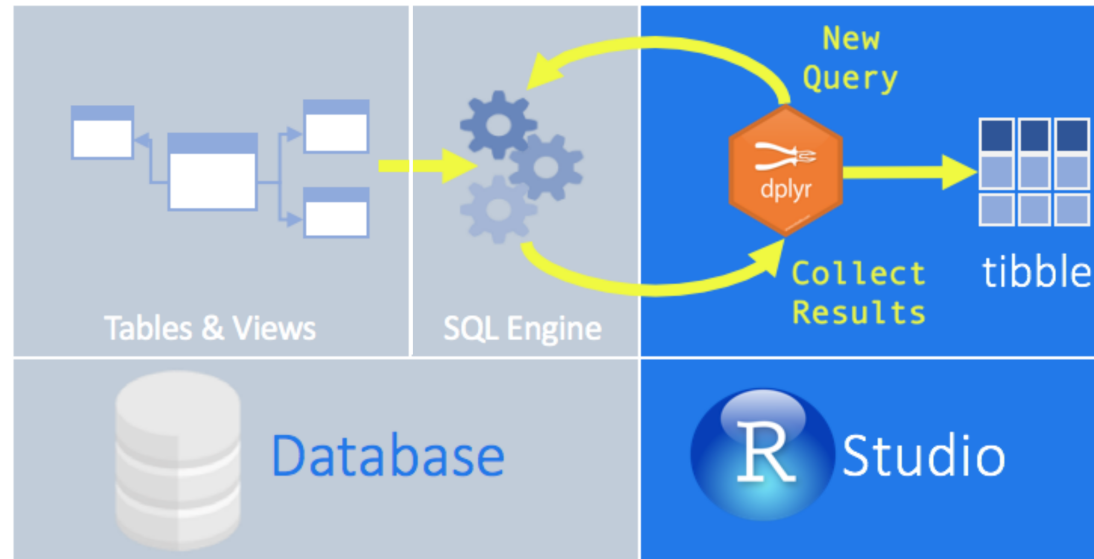 New
Query
dplyr
Collect
Results
tibble
Tables & Views
SQL Engine
Database
R Studio